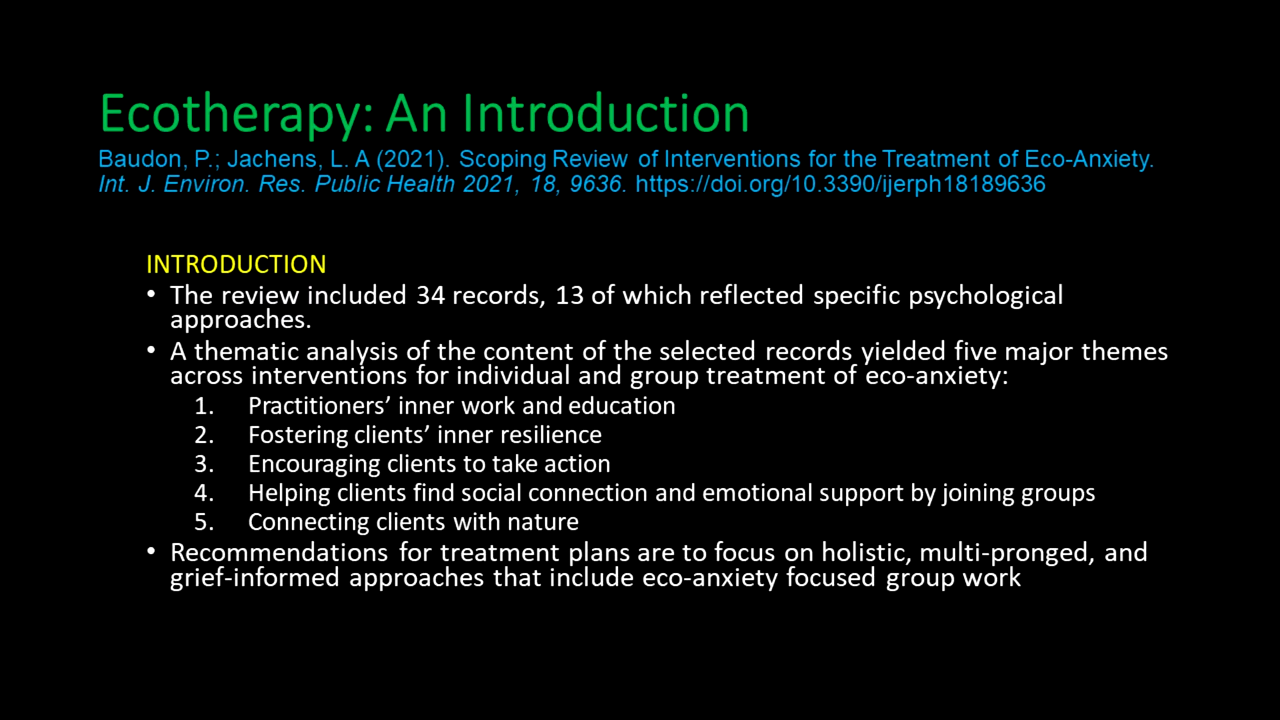 Ecotherapy: An Introduction
Baudon, P.; Jachens, L. A (2021). Scoping Review of Interventions for the Treatment of Eco-Anxiety.
Int. J. Environ. Res. Public Health 2021, 18, 9636. https://doi.org/10.3390/ijerph18189636
INTRODUCTION
• The review included 34 records, 13 of which reflected specific psychological
approaches.
• A thematic analysis of the content of the selected records yielded five major themes
across interventions for individual and group treatment of eco-anxiety:
1. Practitioners’ inner work and education
2. Fostering clients’ inner resilience
3. Encouraging clients to take action
4. Helping clients find social connection and emotional support by joining groups
5. Connecting clients with nature
• Recommendations for treatment plans are to focus on holistic, multi-pronged, and
grief-informed approaches that include eco-anxiety focused group work